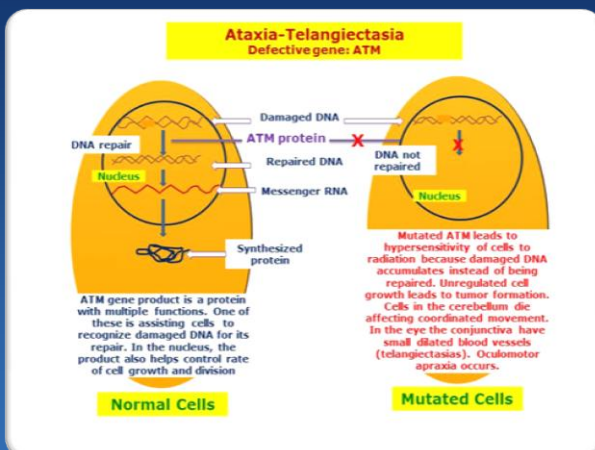 Ataxia-Telangiectasia
Defective gene: ATM
Damaged DNA
DNA repair
ATM protein
X
Repaired DNA
Nucleus
Messenger RNA
Synthesized
protein
ATM gene product is a protein
with multiple functions. One of
these is assisting cells to
recognize damaged DNA for its
repair. In the nucleus, the
product also helps control rate
of cell growth and division
Normal Cells
X
DNA not
repaired
Nucleus
Mutated ATM leads to
hypersensitivity of cells to
radiation because damaged DNA
accumulates instead of being
repaired. Unregulated cell
growth leads to tumor formation.
Cells in the cerebellum die
affecting coordinated movement.
In the eye the conjunctiva have
small dilated blood vessels
(telangiectasias). Oculomotor
apraxia occurs.
Mutated Cells